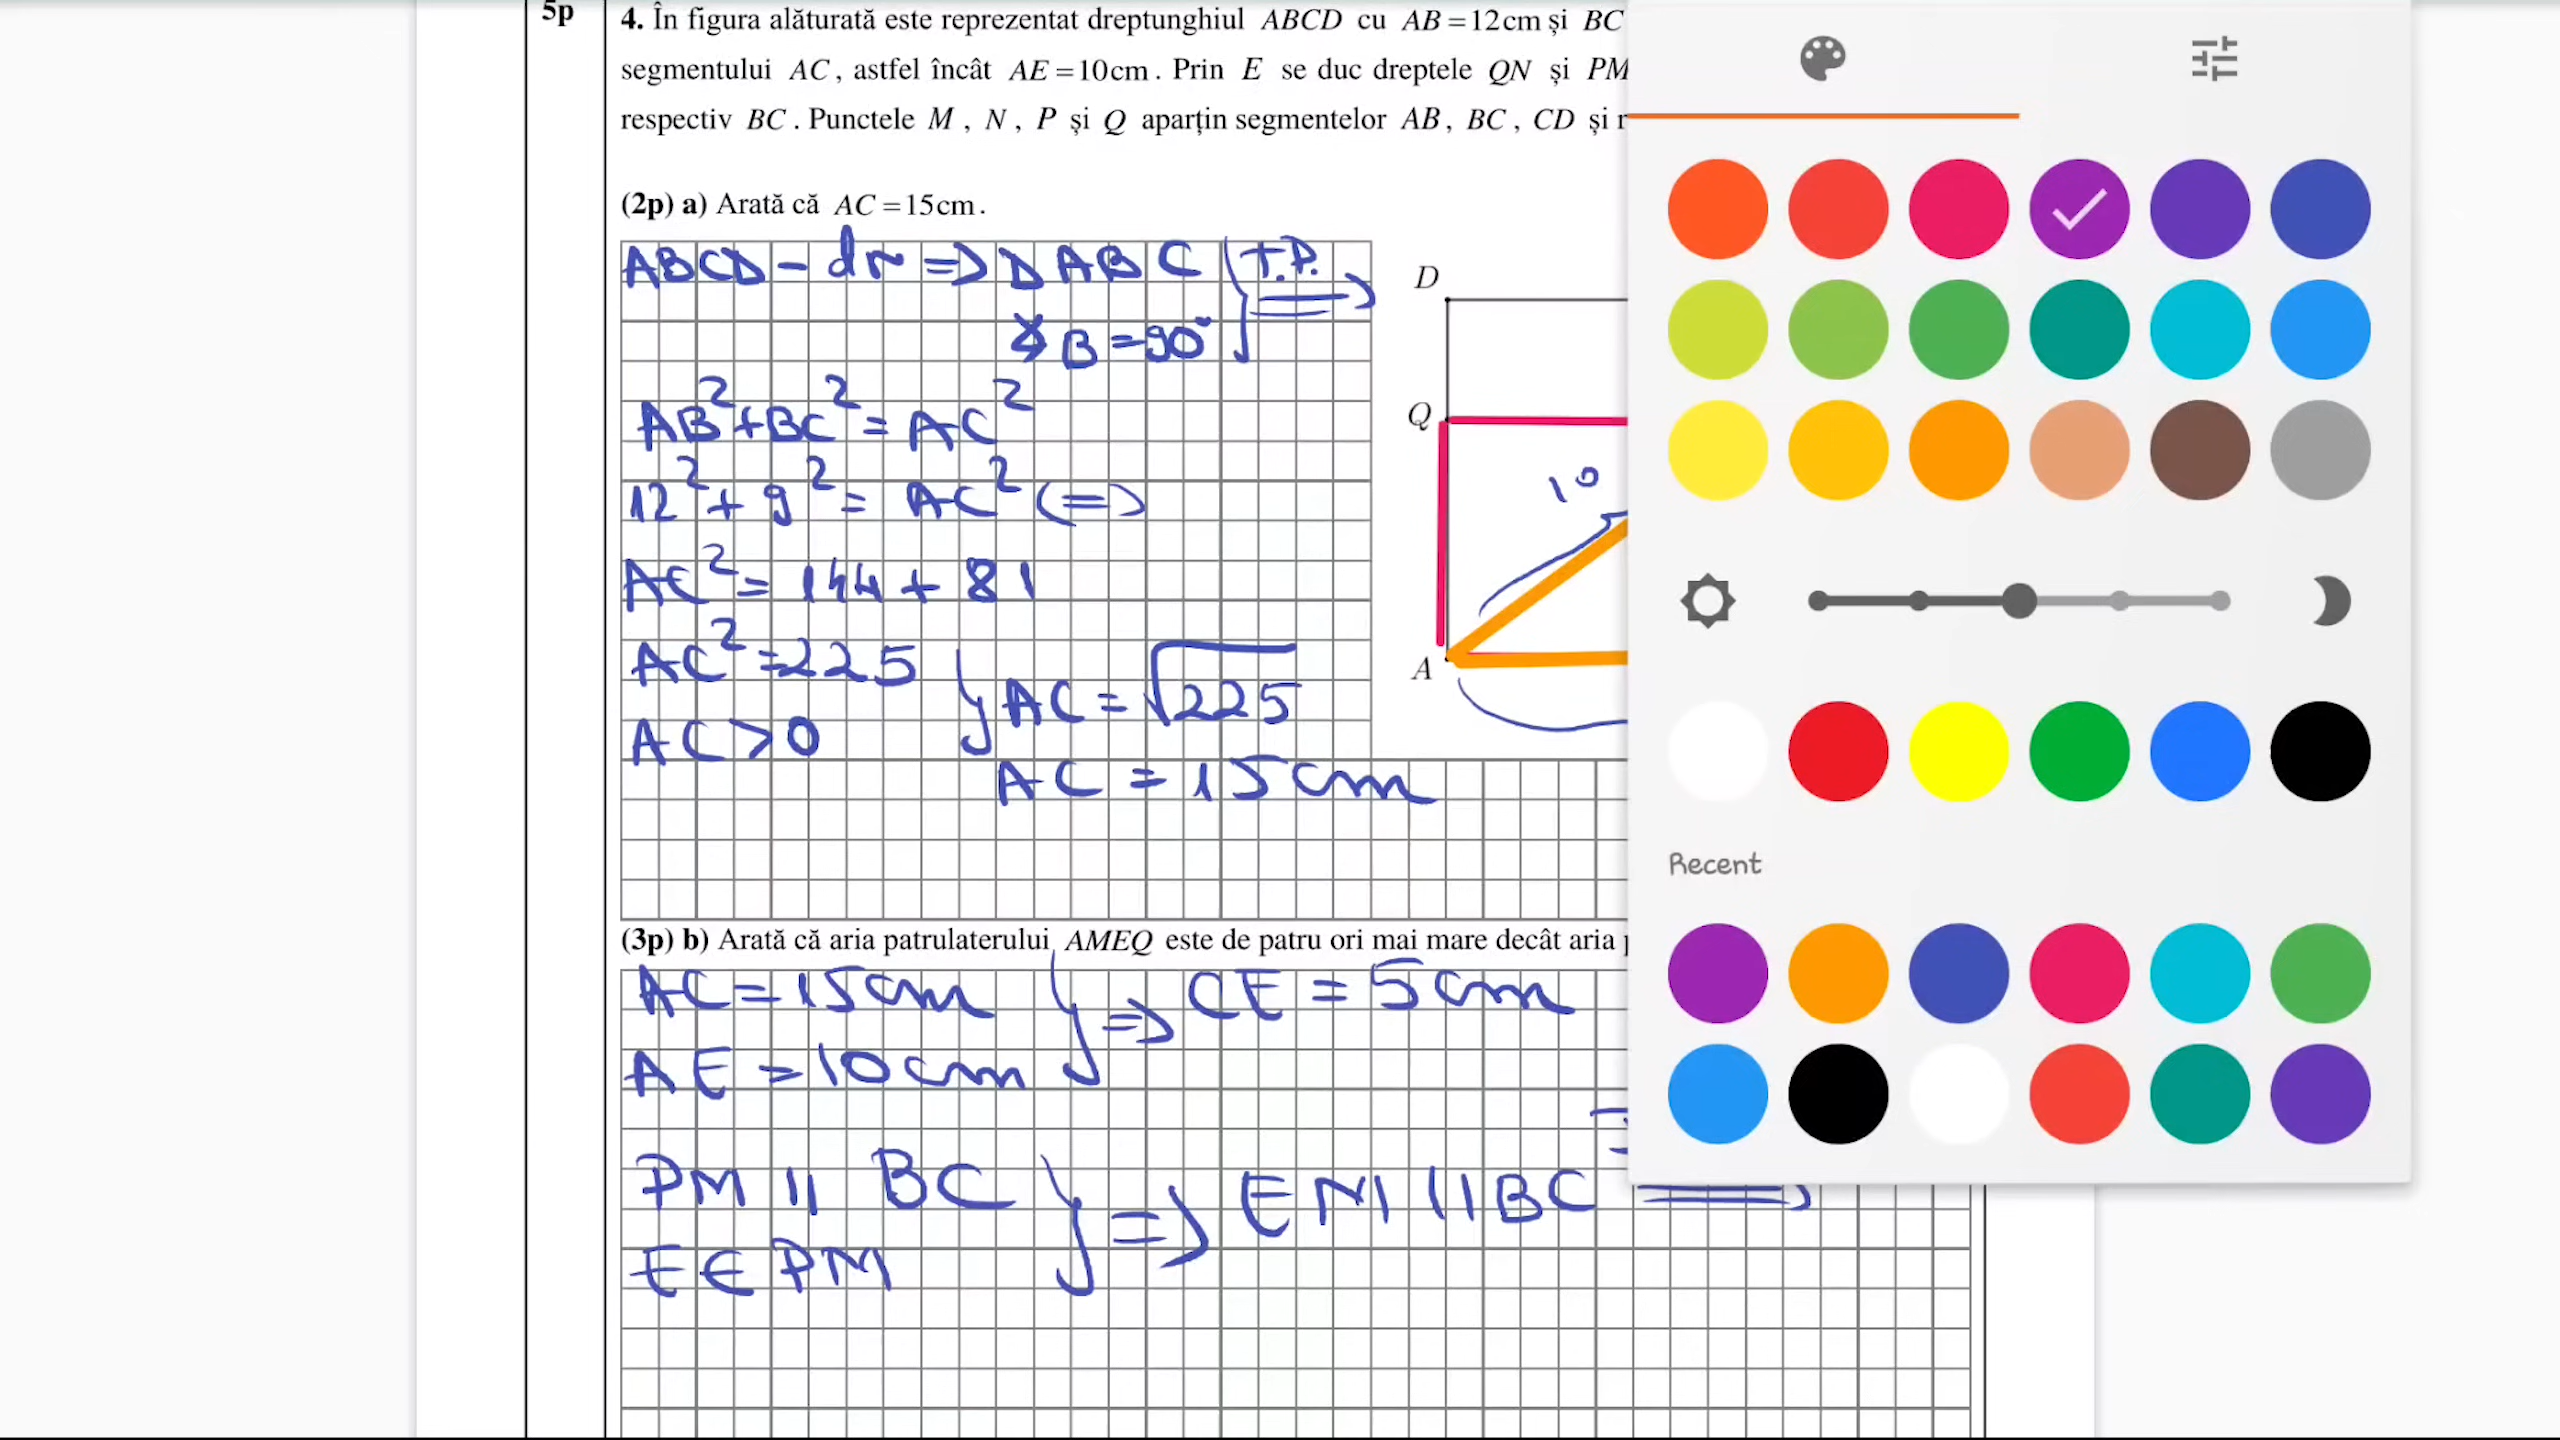 5p
4. În figura alăturată este reprezentat dreptunghiul ABCD cu AB = 12cm și BC
segmentului AC, astfel încât AE = 10cm. Prin E se duc dreptele QN și PM
respectiv BC. Punctele M, N, P și Q aparțin segmentelor AB, BC, CD și
(2p) a) Arată că AC = 15cm.
ABCD - dr => Δ ABC } T.P. =>
∢ B = 90°
AB² + BC² = AC²
12² + 9² = AC² (=)
AC² = 144 + 81
AC² = 225
AC > 0
AC = √225
AC = 15 cm
D
Q
10
A
(3p) b) Arată că aria patrulaterului AMEQ este de patru ori mai mare decât aria
AC = 15 cm } => CE = 5 cm
AE = 10 cm
PM || BC } => EM || BC =>
E ∈ PM
Recent